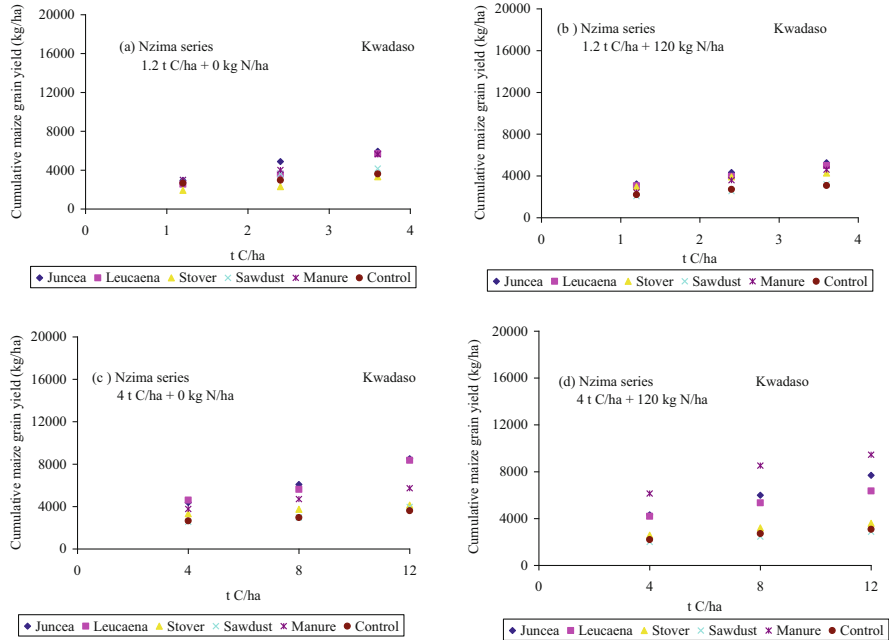 (a) Nzima series Kwadaso
1.2 t C/ha + 0 kg N/ha
Cumulative maize grain yield (kg/ha)
20000
16000
12000
8000
4000
0
0 1 2 3 4
t C/ha
Juncea Leucaena Stover Sawdust Manure Control
(b ) Nzima series Kwadaso
1.2 t C/ha + 120 kg N/ha
Cumulative maize grain yield (kg/ha)
20000
16000
12000
8000
4000
0
0 1 2 3 4
t C/ha
Juncea Leucaena Stover Sawdust Manure Control
(c ) Nzima series Kwadaso
4 t C/ha + 0 kg N/ha
Cumulative maize grain yield (kg/ha)
20000
16000
12000
8000
4000
0
0 4 8 12
t C/ha
Juncea Leucaena Stover Sawdust Manure Control
(d ) Nzima series Kwadaso
4 t C/ha + 120 kg N/ha
Cumulative maize grain yield (kg/ha)
20000
16000
12000
8000
4000
0
0 4 8 12
t C/ha
Juncea Leucaena Stover Sawdust Manure Control